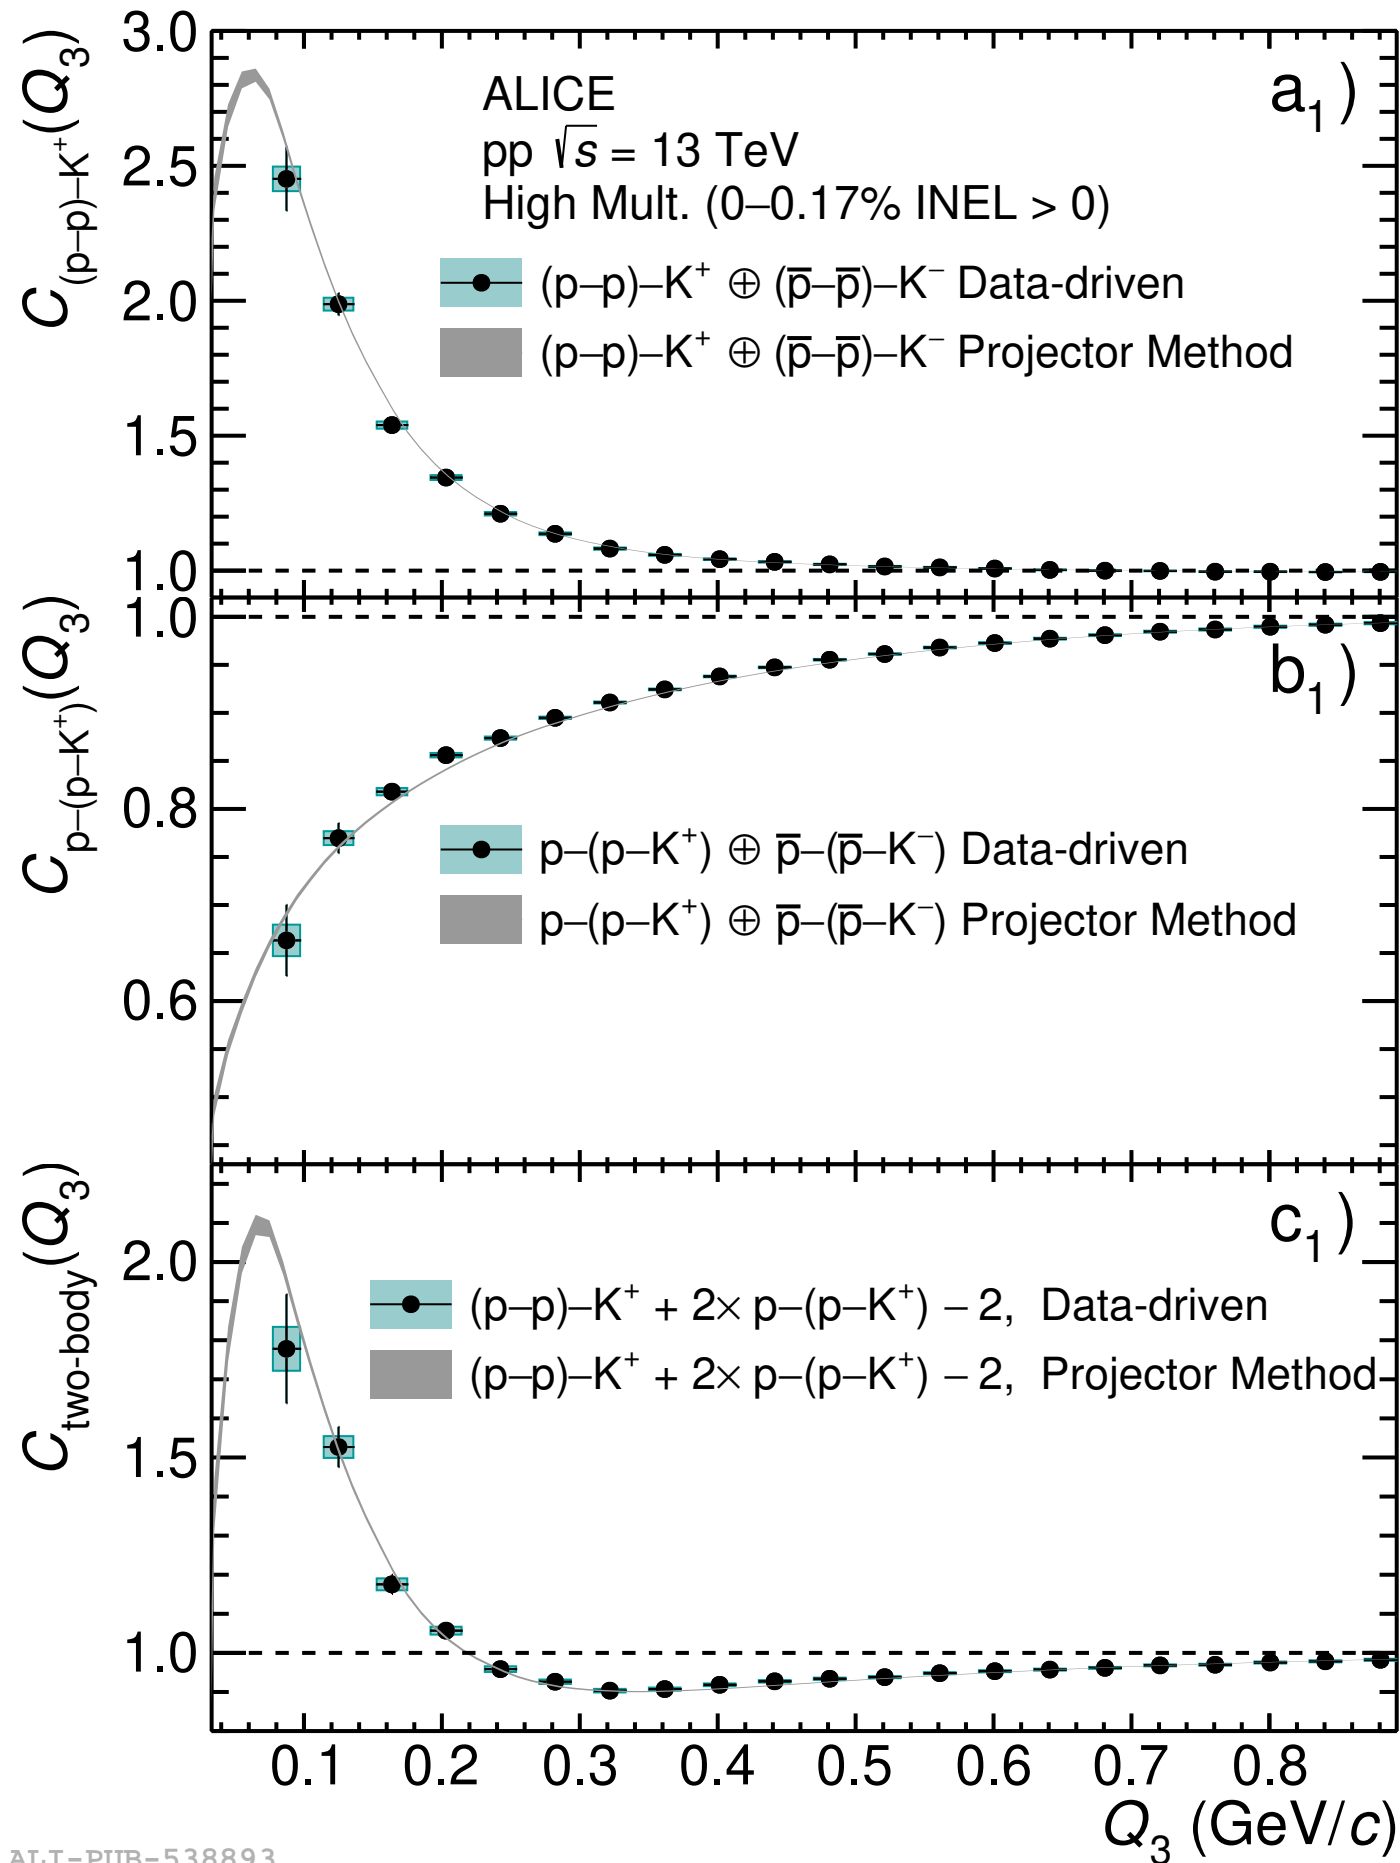 C(p–p)–K⁺(Q₃)
3.0
2.5
2.0
1.5
1.0
a₁)
ALICE
pp √s = 13 TeV
High Mult. (0–0.17% INEL > 0)
(p–p)–K⁺ ⊕ (p̅–p̅)–K⁻ Data-driven
(p–p)–K⁺ ⊕ (p̅–p̅)–K⁻ Projector Method
Cp–(p–K⁺)(Q₃)
1.0
0.8
0.6
b₁)
p–(p–K⁺) ⊕ p̅–(p̅–K⁻) Data-driven
p–(p–K⁺) ⊕ p̅–(p̅–K⁻) Projector Method
Ctwo-body(Q₃)
2.0
1.5
1.0
c₁)
(p–p)–K⁺ + 2× p–(p–K⁺) − 2, Data-driven
(p–p)–K⁺ + 2× p–(p–K⁺) − 2, Projector Method
0.1 0.2 0.3 0.4 0.5 0.6 0.7 0.8
Q₃ (GeV/c)
ALI-PUB-538893